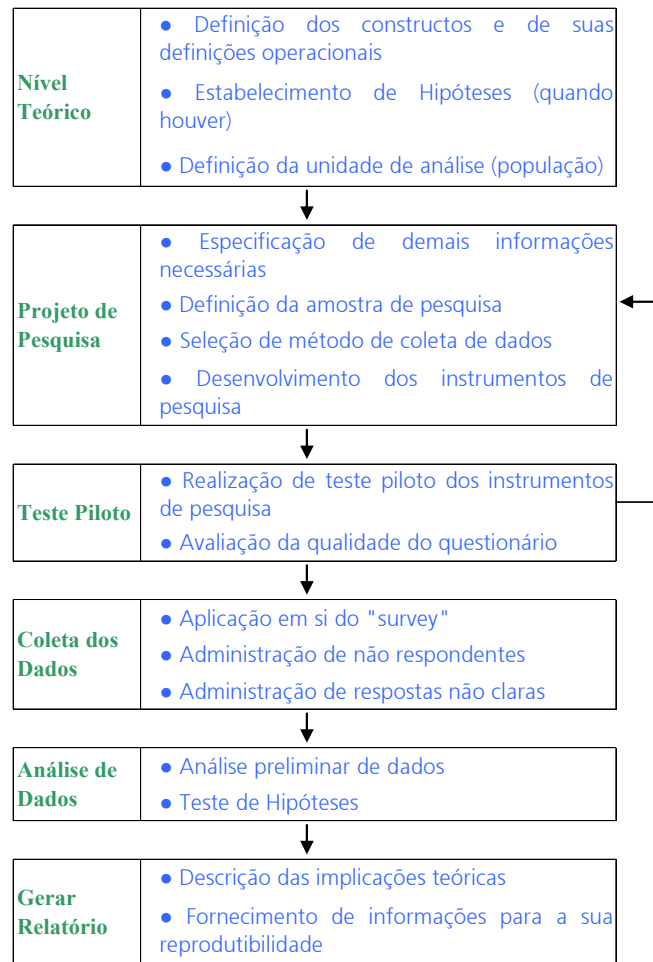 Nível
Teórico
● Definição dos constructos e de suas
definições operacionais
● Estabelecimento de Hipóteses (quando
houver)
● Definição da unidade de análise (população)
Projeto de
Pesquisa
● Especificação de demais informações
necessárias
● Definição da amostra de pesquisa
● Seleção de método de coleta de dados
● Desenvolvimento dos instrumentos de
pesquisa
Teste Piloto
● Realização de teste piloto dos instrumentos
de pesquisa
● Avaliação da qualidade do questionário
Coleta dos
Dados
● Aplicação em si do "survey"
● Administração de não respondentes
● Administração de respostas não claras
Análise de
Dados
● Análise preliminar de dados
● Teste de Hipóteses
Gerar
Relatório
● Descrição das implicações teóricas
● Fornecimento de informações para a sua
reprodutibilidade